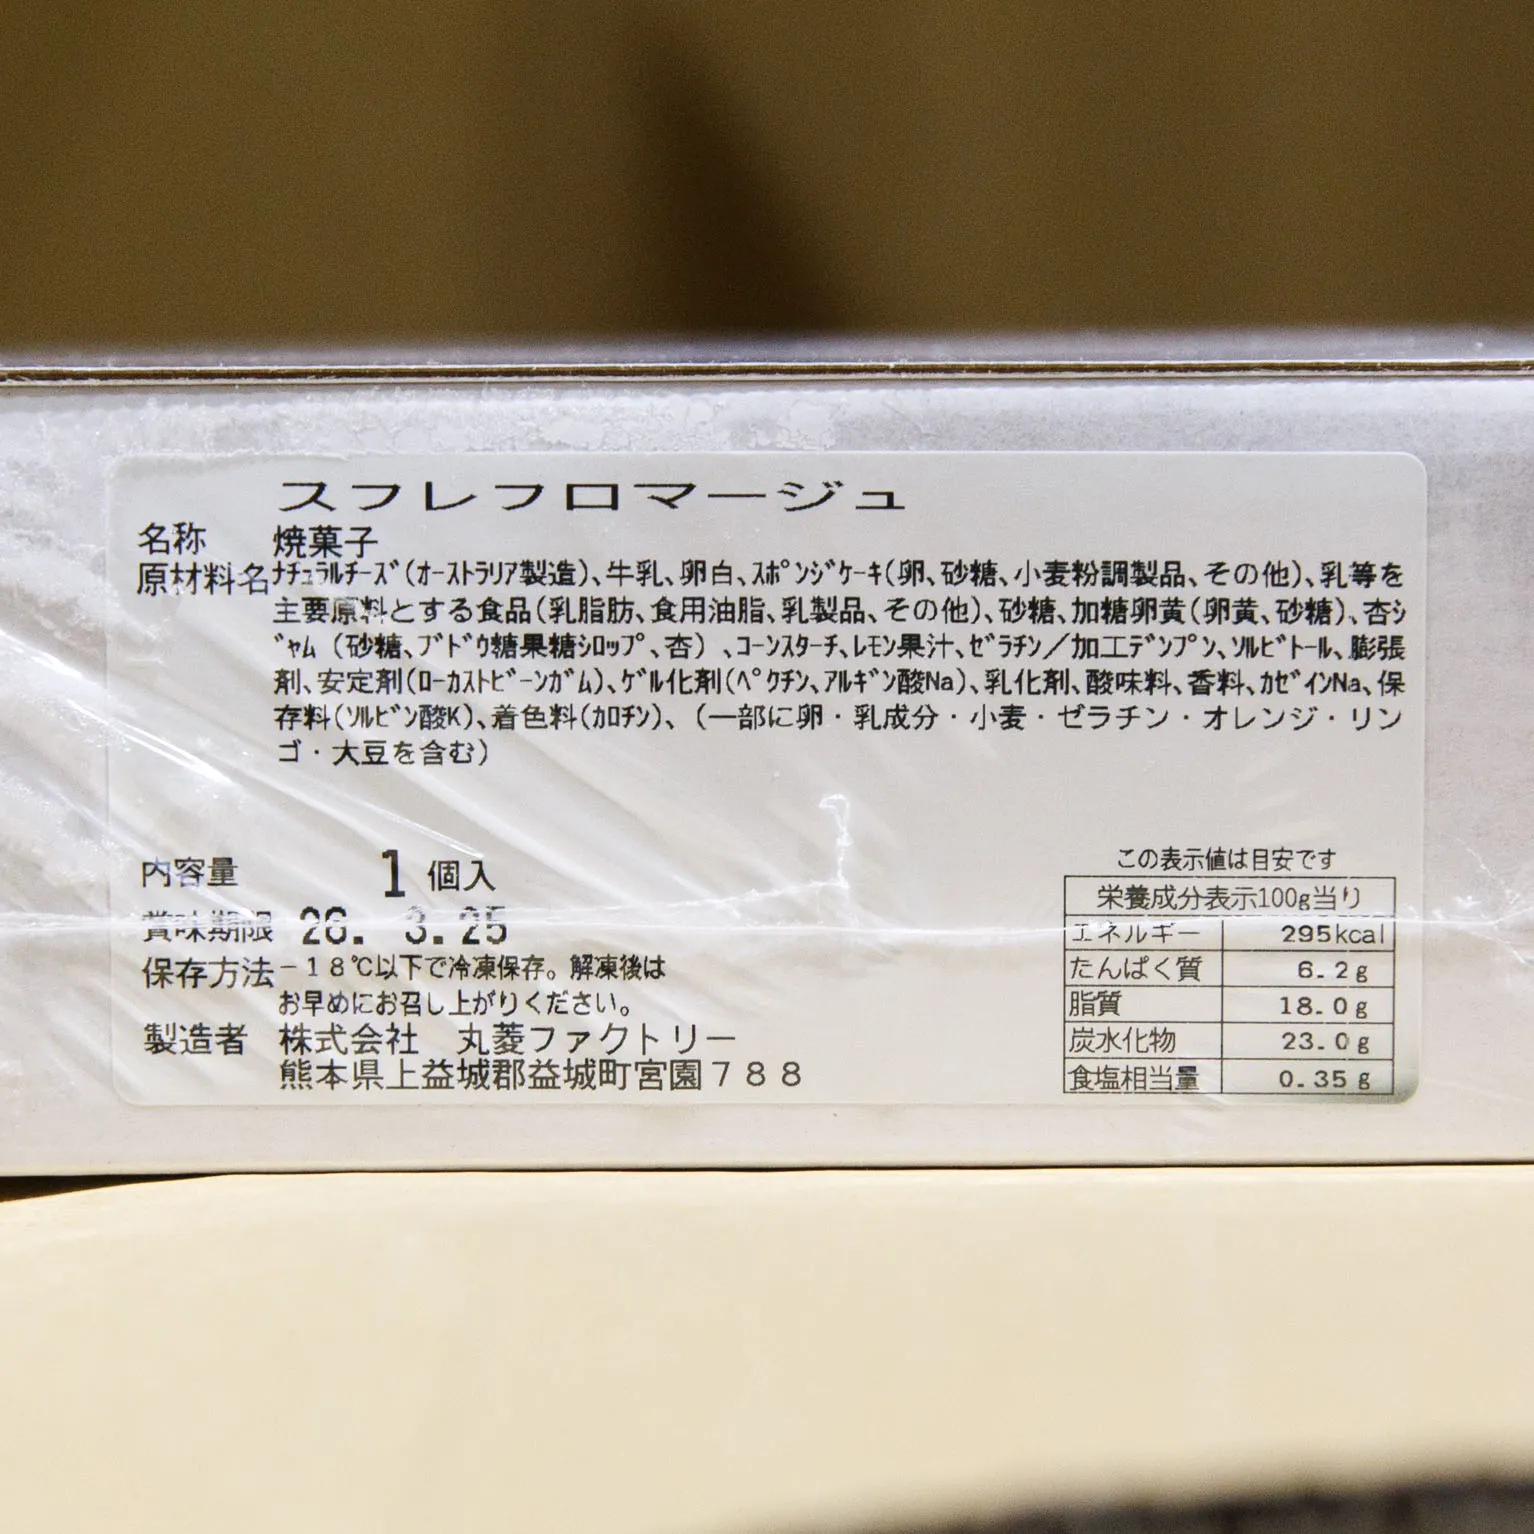 スフレフロマージュ
名称 焼菓子
原材料名 ﾅﾁｭﾗﾙﾁｰｽﾞ(ｵｰｽﾄﾗﾘｱ製造)､牛乳､卵白､ｽﾎﾟﾝｼﾞｹｰｷ(卵､砂糖､小麦粉調製品､その他)､乳等を
主要原料とする食品(乳脂肪､食用油脂､乳製品､その他)､砂糖､加糖卵黄(卵黄､砂糖)､杏ｼ
ﾞｬﾑ (砂糖､ﾌﾞﾄﾞｳ糖果糖ｼﾛｯﾌﾟ､杏) ､ｺｰﾝｽﾀｰﾁ､ﾚﾓﾝ果汁､ｾﾞﾗﾁﾝ／加工ﾃﾞﾝﾌﾟﾝ､ｿﾙﾋﾞﾄｰﾙ､膨張
剤､安定剤(ﾛｰｶｽﾄﾋﾞｰﾝｶﾞﾑ)､ｹﾞﾙ化剤(ﾍﾟｸﾁﾝ､ｱﾙｷﾞﾝ酸Na)､乳化剤､酸味料､香料､ｶｾﾞｲﾝNa､保
存料(ｿﾙﾋﾞﾝ酸K)､着色料(ｶﾛﾁﾝ)､ (一部に卵・乳成分・小麦・ゼラチン・オレンジ・リン
ゴ・大豆を含む)
内容量 1 個入
賞味期限 26. 3.25
保存方法 －１８℃以下で冷凍保存。解凍後は
お早めにお召し上がりください。
製造者 株式会社 丸菱ファクトリー
熊本県上益城郡益城町宮園７８８
この表示値は目安です
栄養成分表示100g当り
エネルギー 295kcal
たんぱく質 6.2g
脂質 18.0g
炭水化物 23.0g
食塩相当量 0.35g